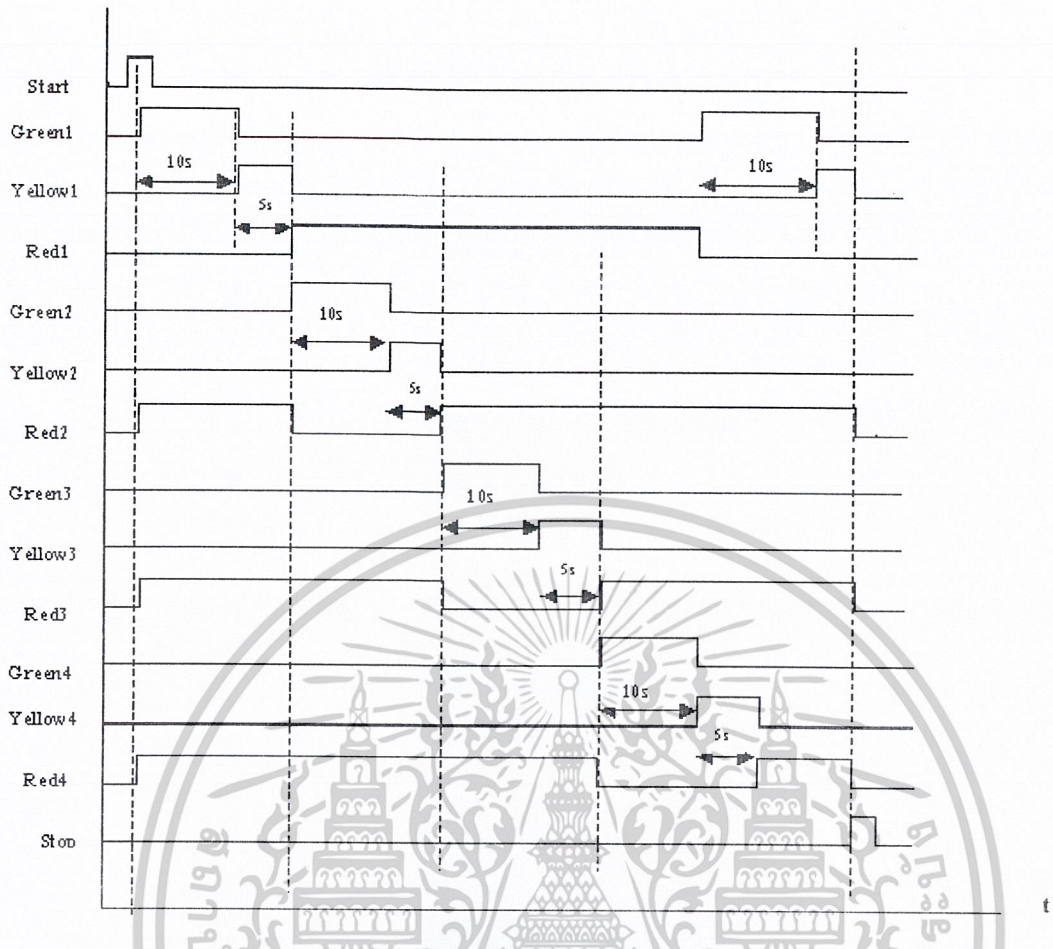 Start
Green1
10s
10s
Yellow1
5s
Red1
Green2
10s
Yellow2
5s
Red2
Green3
10s
Yellow3
5s
Red3
Green4
10s
Yellow4
5s
Red4
Stop
t